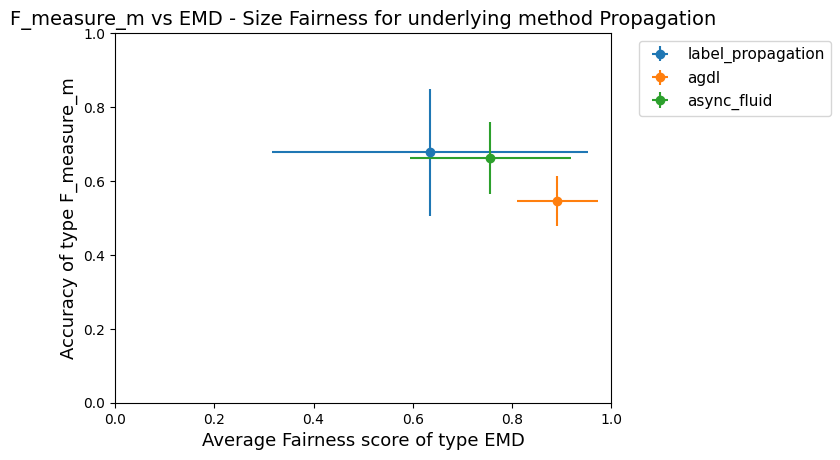 F_measure_m vs EMD - Size Fairness for underlying method Propagation
label_propagation
agdl
async_fluid
Accuracy of type F_measure_m
1.0
0.8
0.6
0.4
0.2
0.0
0.0 0.2 0.4 0.6 0.8 1.0
Average Fairness score of type EMD